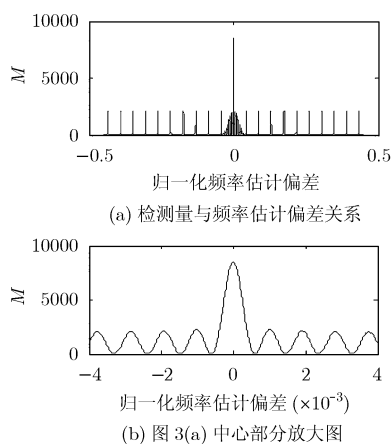 10000
M
5000
0
−0.5
0
0.5
归一化频率估计偏差
(a) 检测量与频率估计偏差关系
10000
M
5000
0
−4
−2
0
2
4
归一化频率估计偏差 (×10⁻³)
(b) 图 3(a) 中心部分放大图